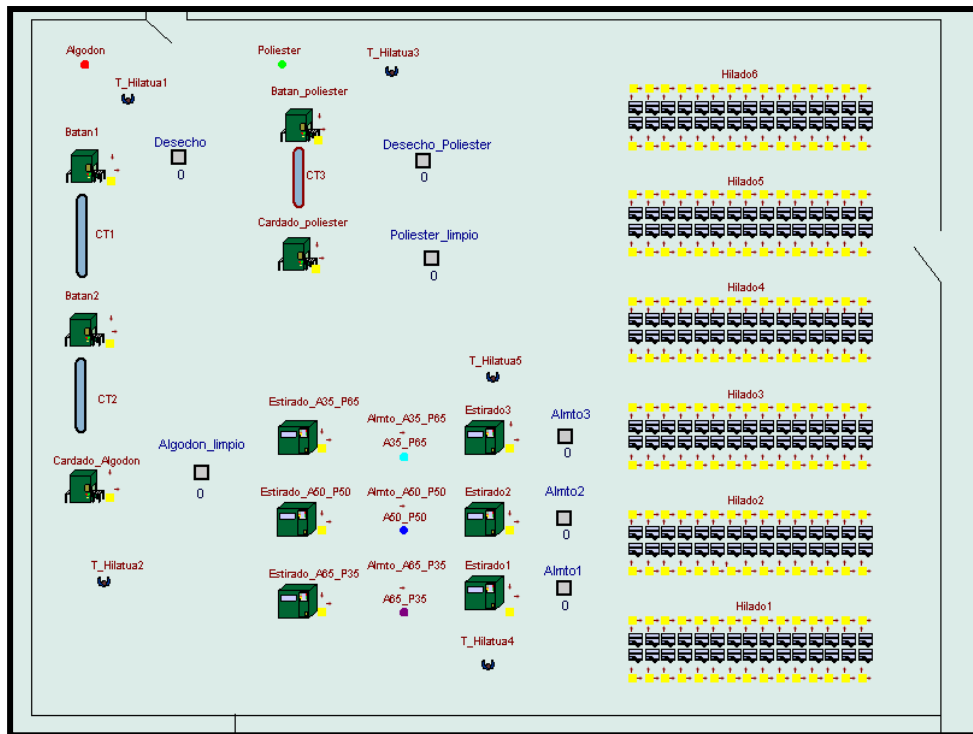 Algodon
Poliester
T_Hilatua3
Hilado6
T_Hilatua1
Batan_poliester
Batan1
Desecho
0
Desecho_Poliester
0
CT3
Hilado5
CT1
Cardado_poliester
Poliester_limpio
0
Batan2
Hilado4
T_Hilatua5
CT2
Estirado_A35_P65
Almto_A35_P65
A35_P65
Estirado3
Almto3
0
Hilado3
Algodon_limpio
0
Cardado_Algodon
Estirado_A50_P50
Almto_A50_P50
A50_P50
Estirado2
Almto2
0
Hilado2
T_Hilatua2
Estirado_A65_P35
Almto_A65_P35
A65_P35
Estirado1
Almto1
0
Hilado1
T_Hilatua4